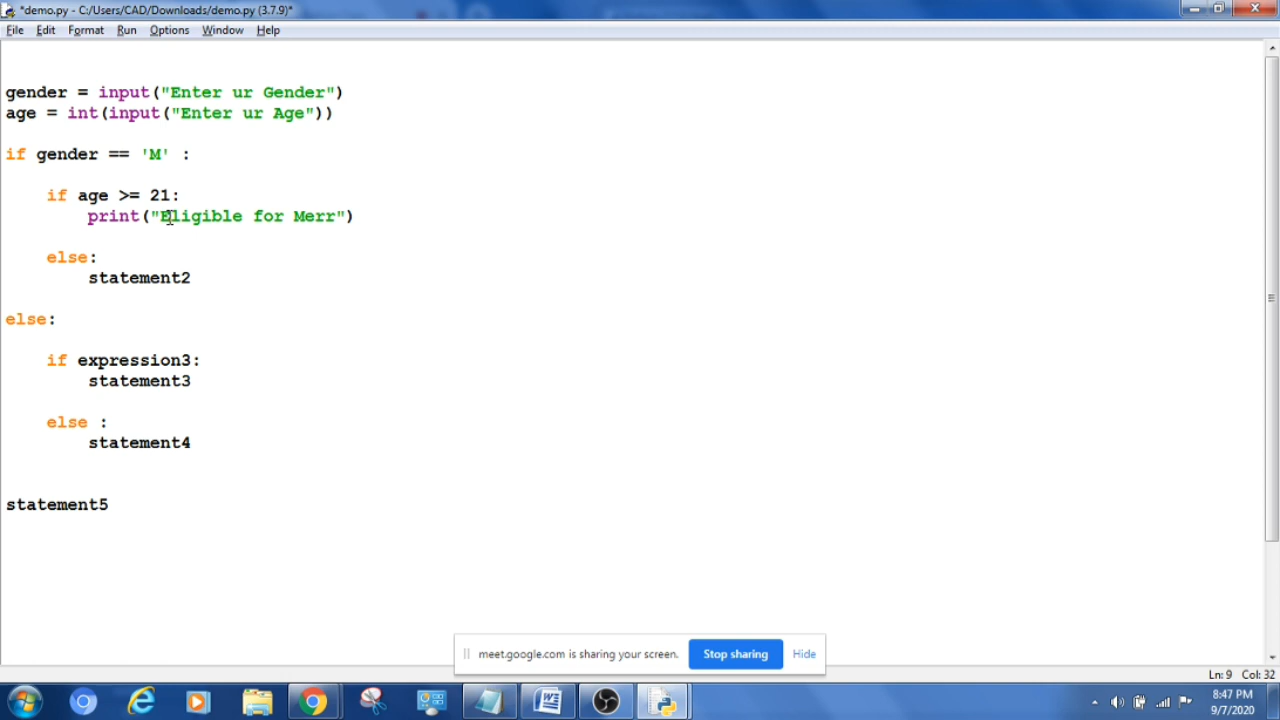 *demo.py - C:/Users/CAD/Downloads/demo.py (3.7.9)*
File Edit Format Run Options Window Help
gender = input("Enter ur Gender")
age = int(input("Enter ur Age"))
if gender == 'M' :
if age >= 21:
print("Eligible for Merr")
else:
statement2
else:
if expression3:
statement3
else :
statement4
statement5
meet.google.com is sharing your screen. Stop sharing Hide
Ln: 9 Col: 32
8:47 PM
9/7/2020